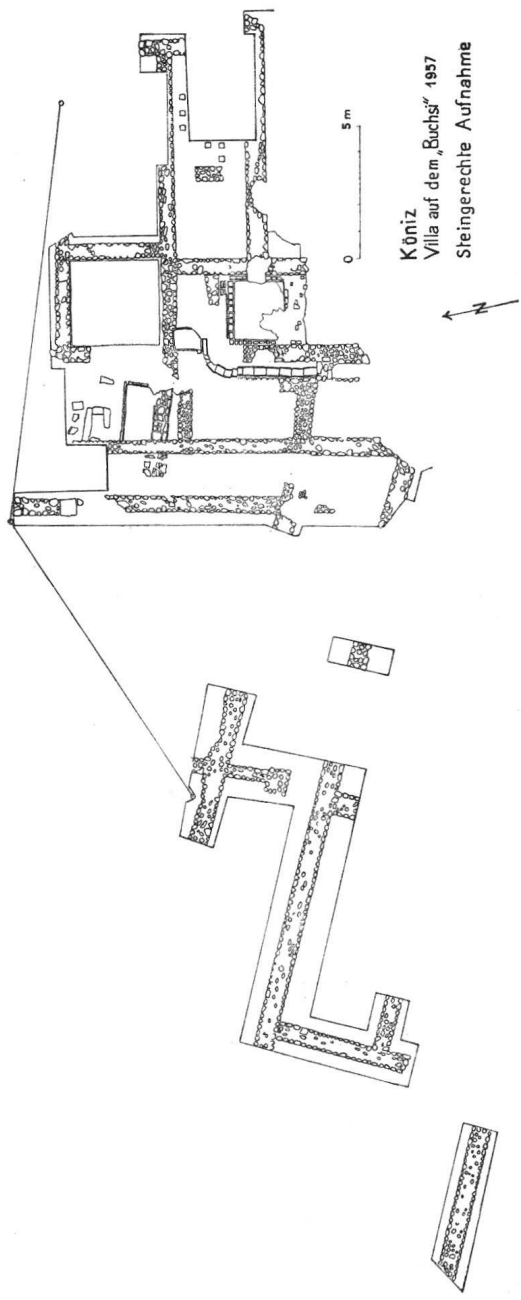 0 5 m
Köniz
Villa auf dem „Buchsi“ 1957
Steingerechte Aufnahme
N